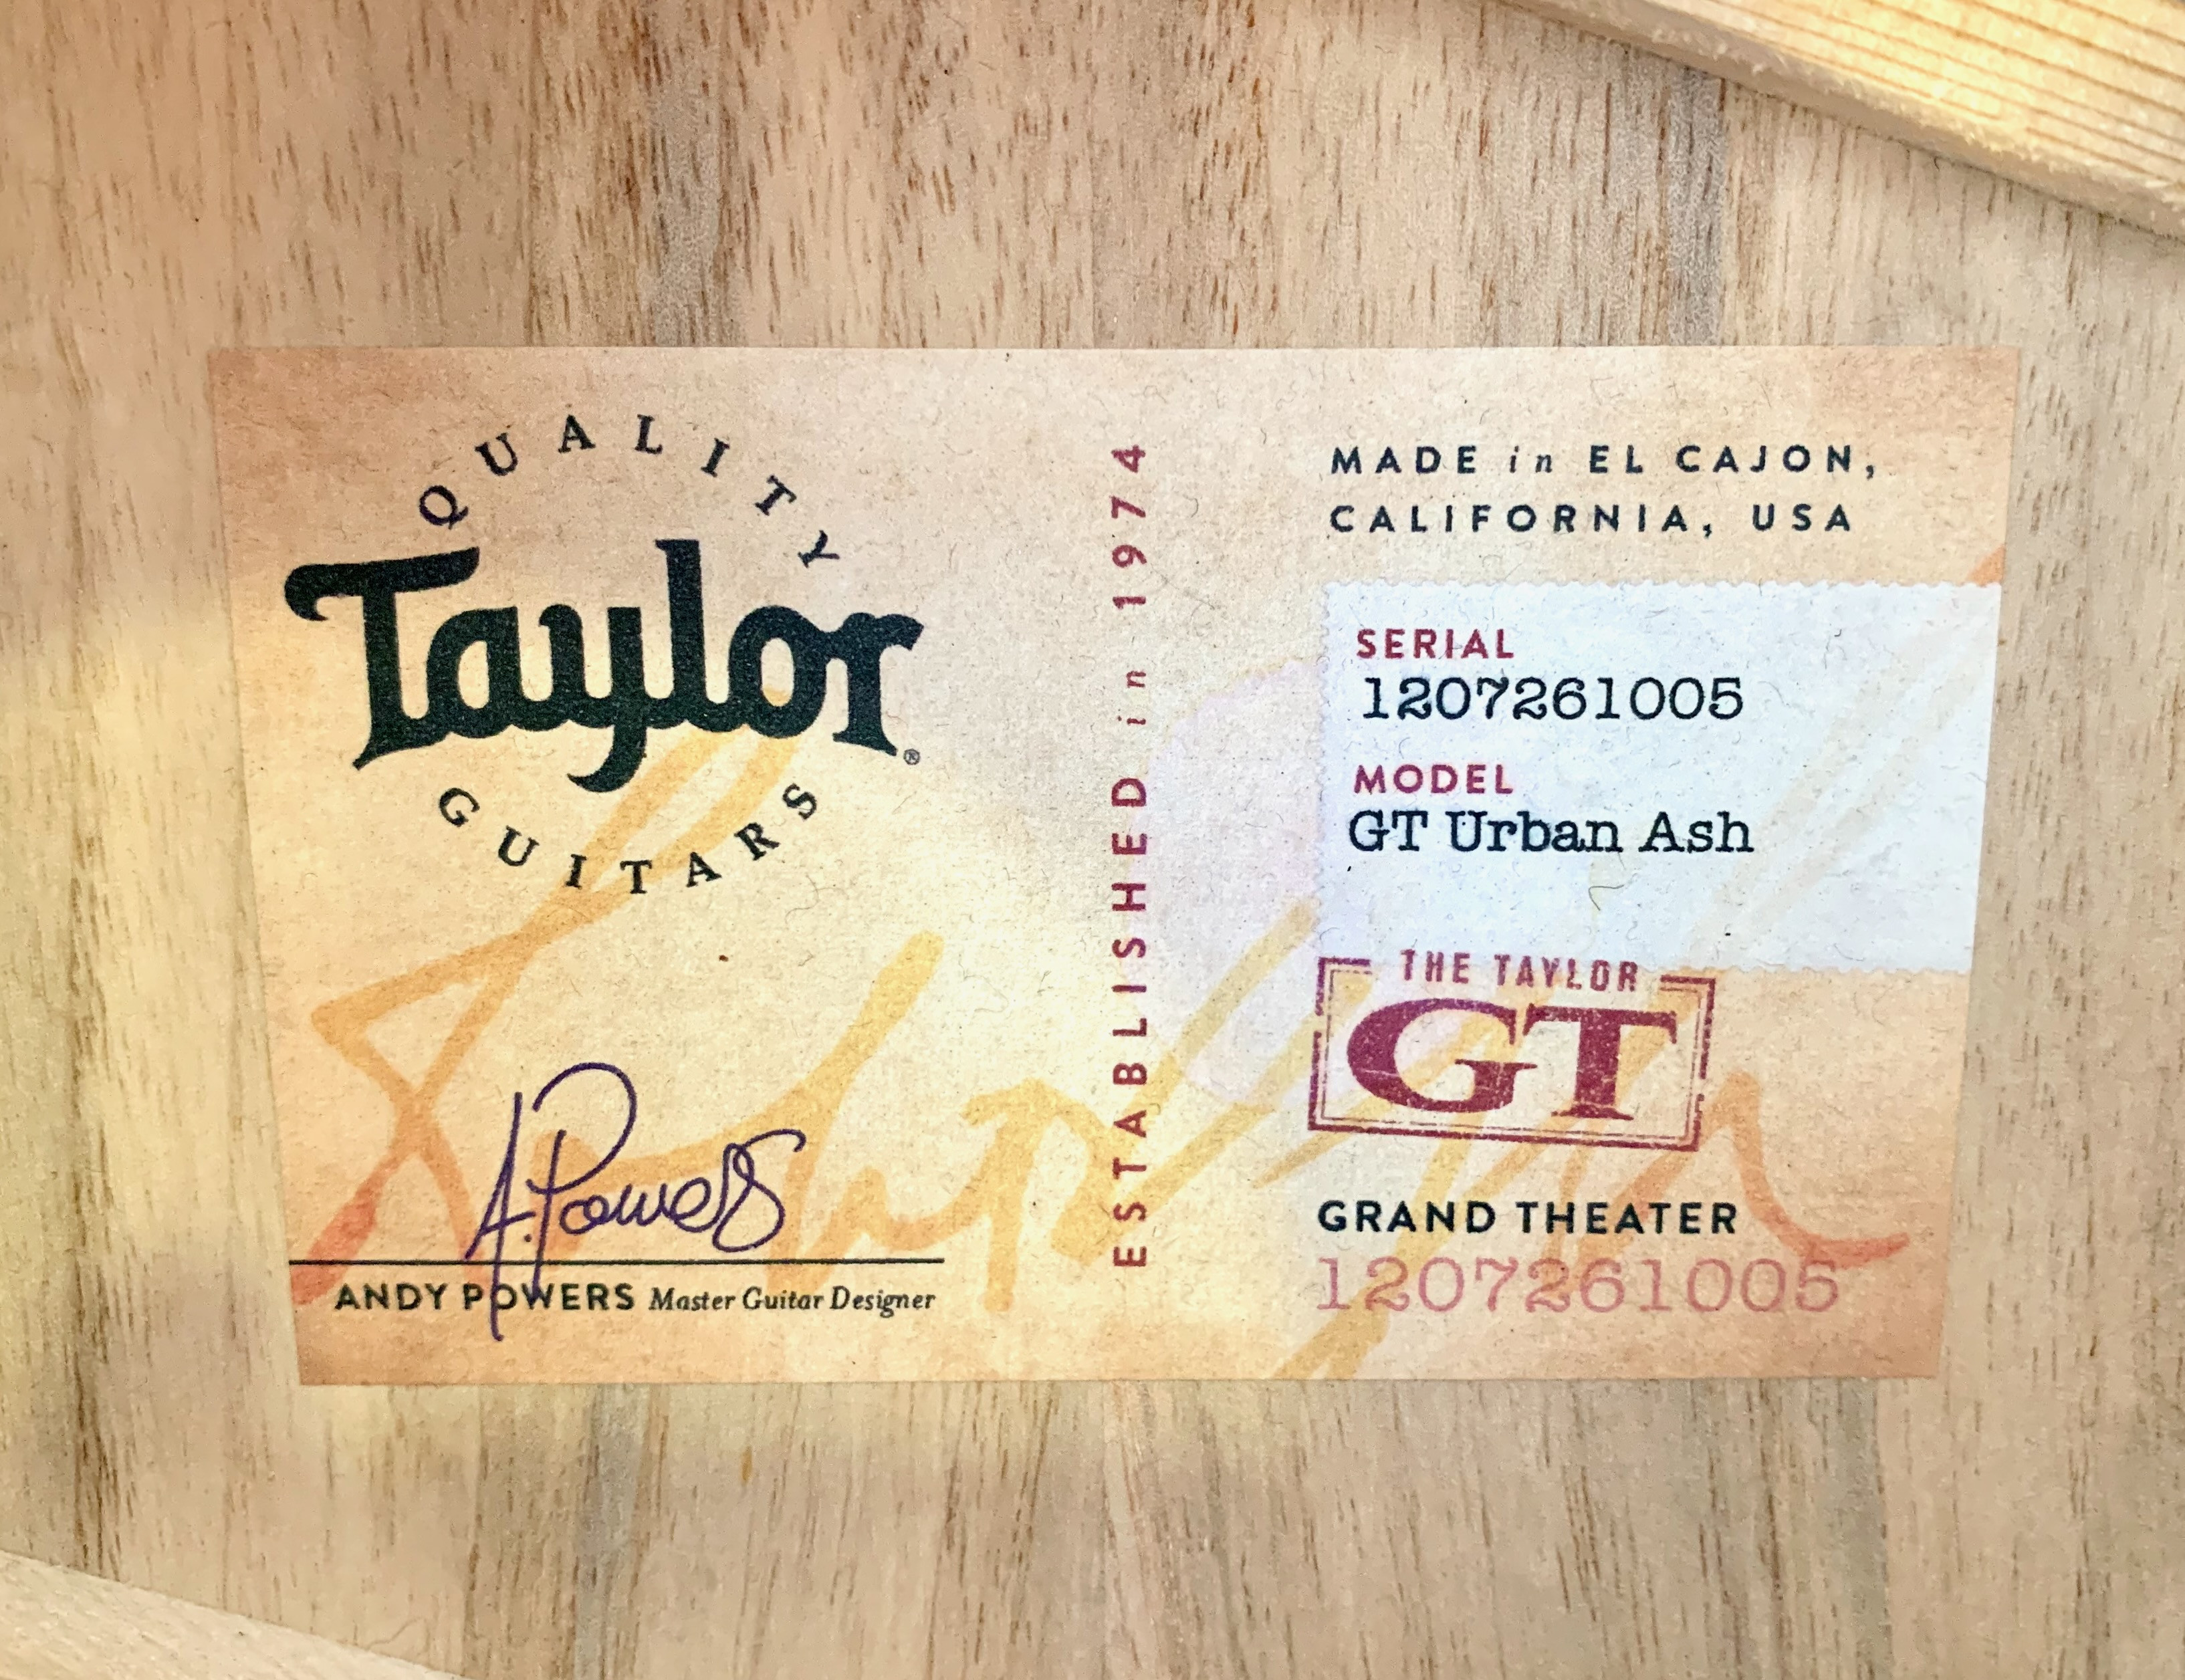 QUALITY
Taylor®
GUITARS
A. Powers
ANDY POWERS Master Guitar Designer
ESTABLISHED in 1974
MADE in EL CAJON,
CALIFORNIA, USA
SERIAL
1207261005
MODEL
GT Urban Ash
THE TAYLOR
GT
GRAND THEATER
1207261005